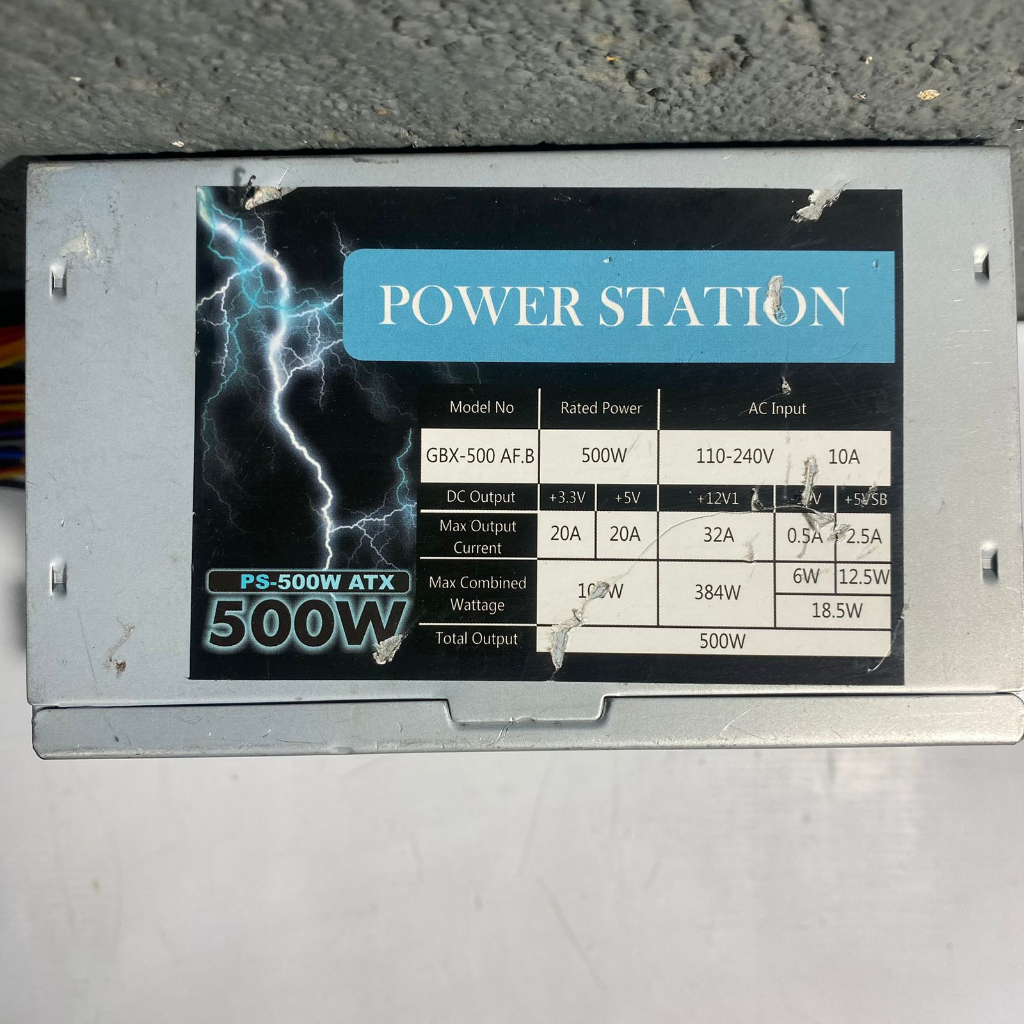 POWER STATION
Model No Rated Power AC Input
GBX-500 AF.B 500W 110-240V 10A
DC Output +3.3V +5V +12V1 +5VSB
Max Output Current 20A 20A 32A 0.5A 2.5A
Max Combined Wattage 384W 6W 12.5W
18.5W
Total Output 500W
PS-500W ATX
500W